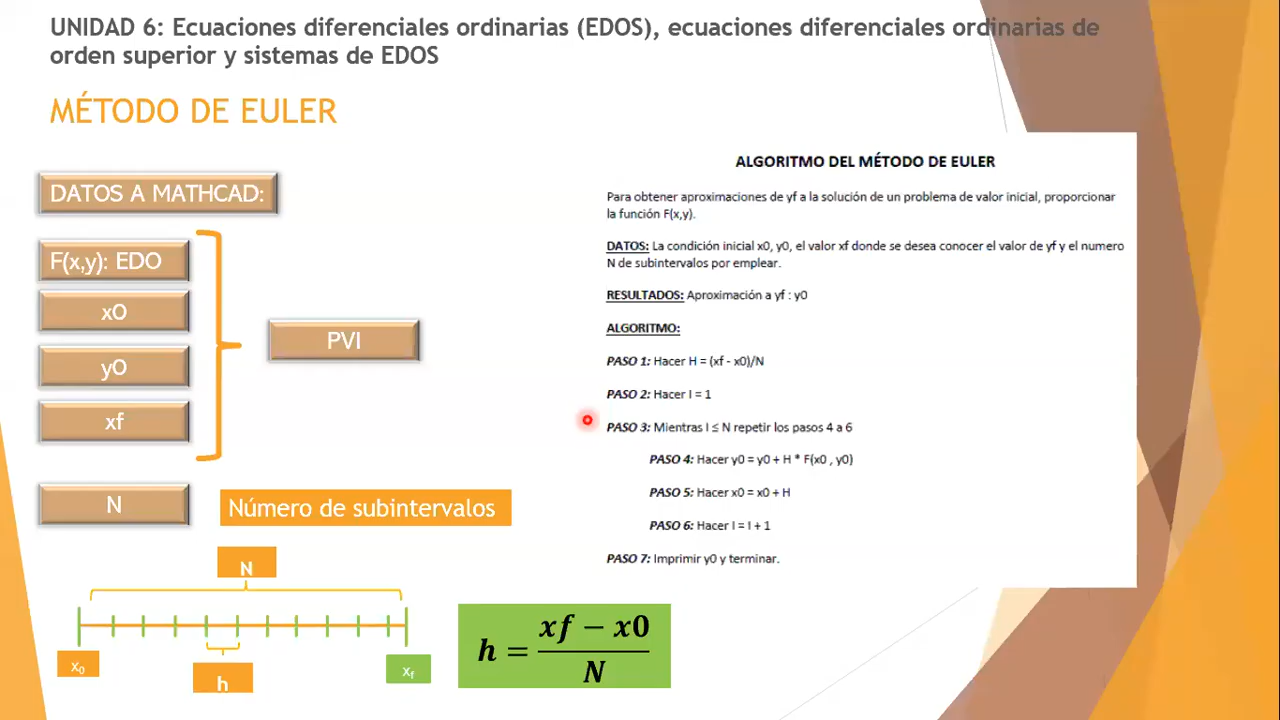 UNIDAD 6: Ecuaciones diferenciales ordinarias (EDOS), ecuaciones diferenciales ordinarias de
orden superior y sistemas de EDOS
MÉTODO DE EULER
DATOS A MATHCAD:
F(x,y): EDO
x0
y0
xf
PVI
N
Número de subintervalos
N
x₀
h
x_f
h = (xf − x0)/N
ALGORITMO DEL MÉTODO DE EULER
Para obtener aproximaciones de yf a la solución de un problema de valor inicial, proporcionar
la función F(x,y).
DATOS: La condición inicial x0, y0, el valor xf donde se desea conocer el valor de yf y el numero
N de subintervalos por emplear.
RESULTADOS: Aproximación a yf : y0
ALGORITMO:
PASO 1: Hacer H = (xf - x0)/N
PASO 2: Hacer I = 1
PASO 3: Mientras I ≤ N repetir los pasos 4 a 6
PASO 4: Hacer y0 = y0 + H * F(x0 , y0)
PASO 5: Hacer x0 = x0 + H
PASO 6: Hacer I = I + 1
PASO 7: Imprimir y0 y terminar.